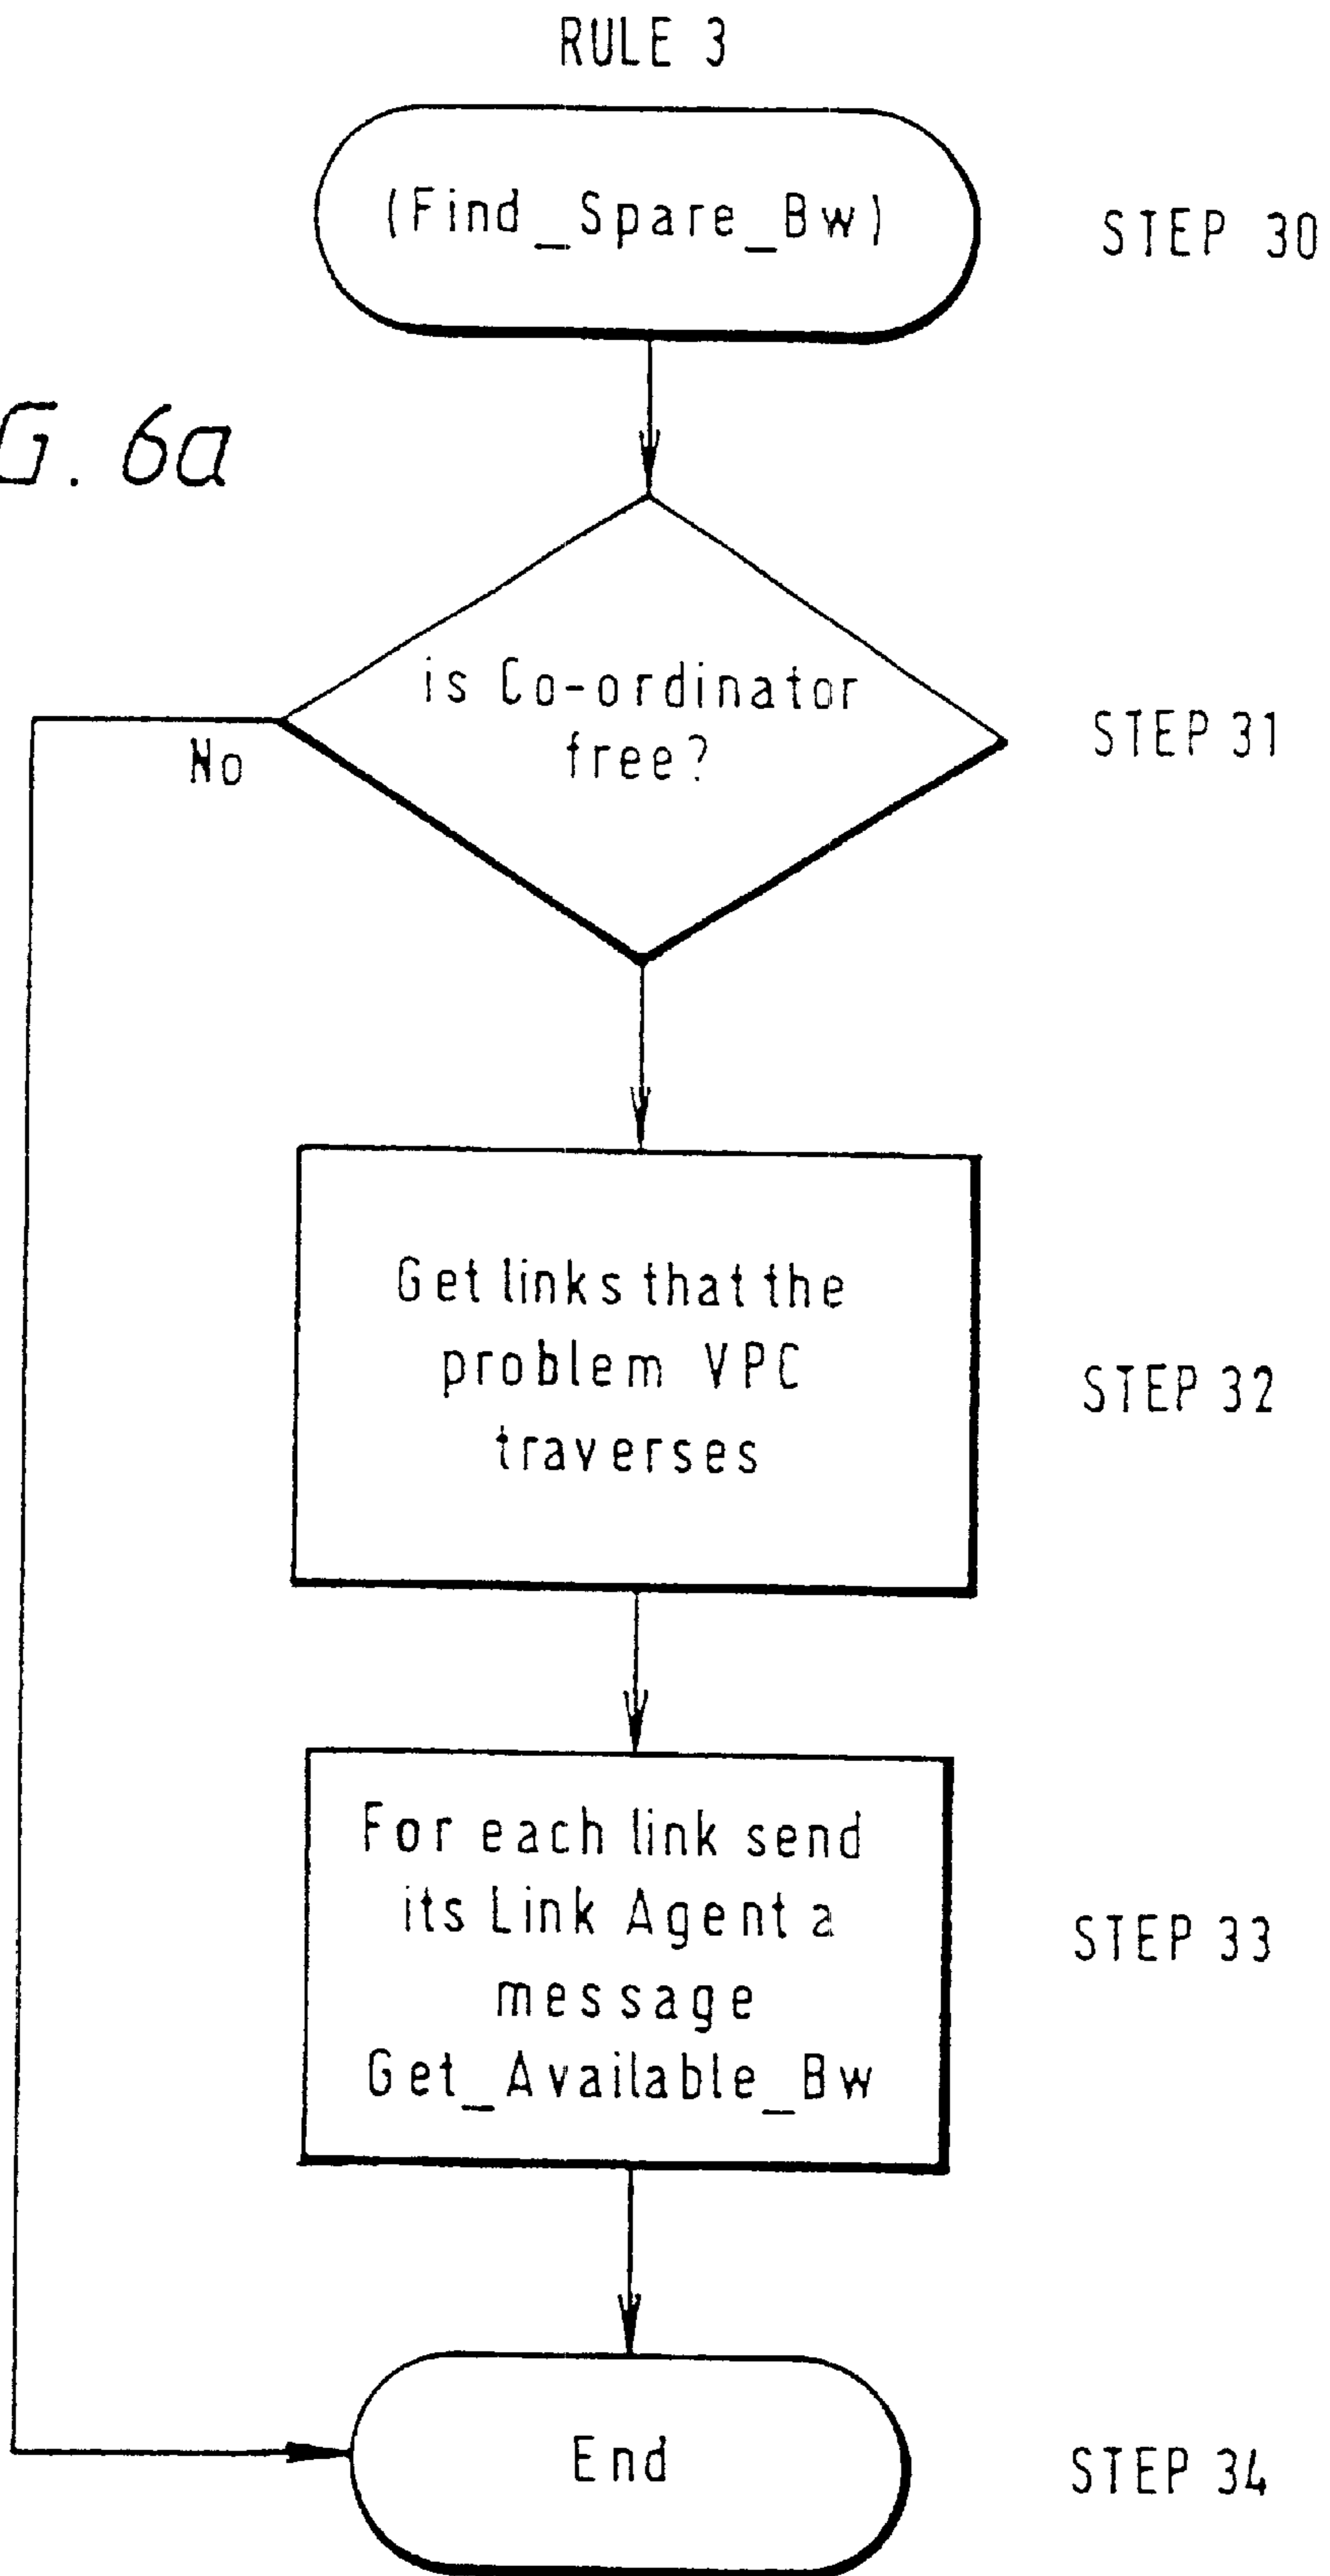 RULE 3
(Find_Spare_Bw)
STEP 30
G. 6a
is Co-ordinator
free?
STEP 31
No
Get links that the
problem VPC
traverses
STEP 32
For each link send
its Link Agent a
message
Get_Available_Bw
STEP 33
End
STEP 34